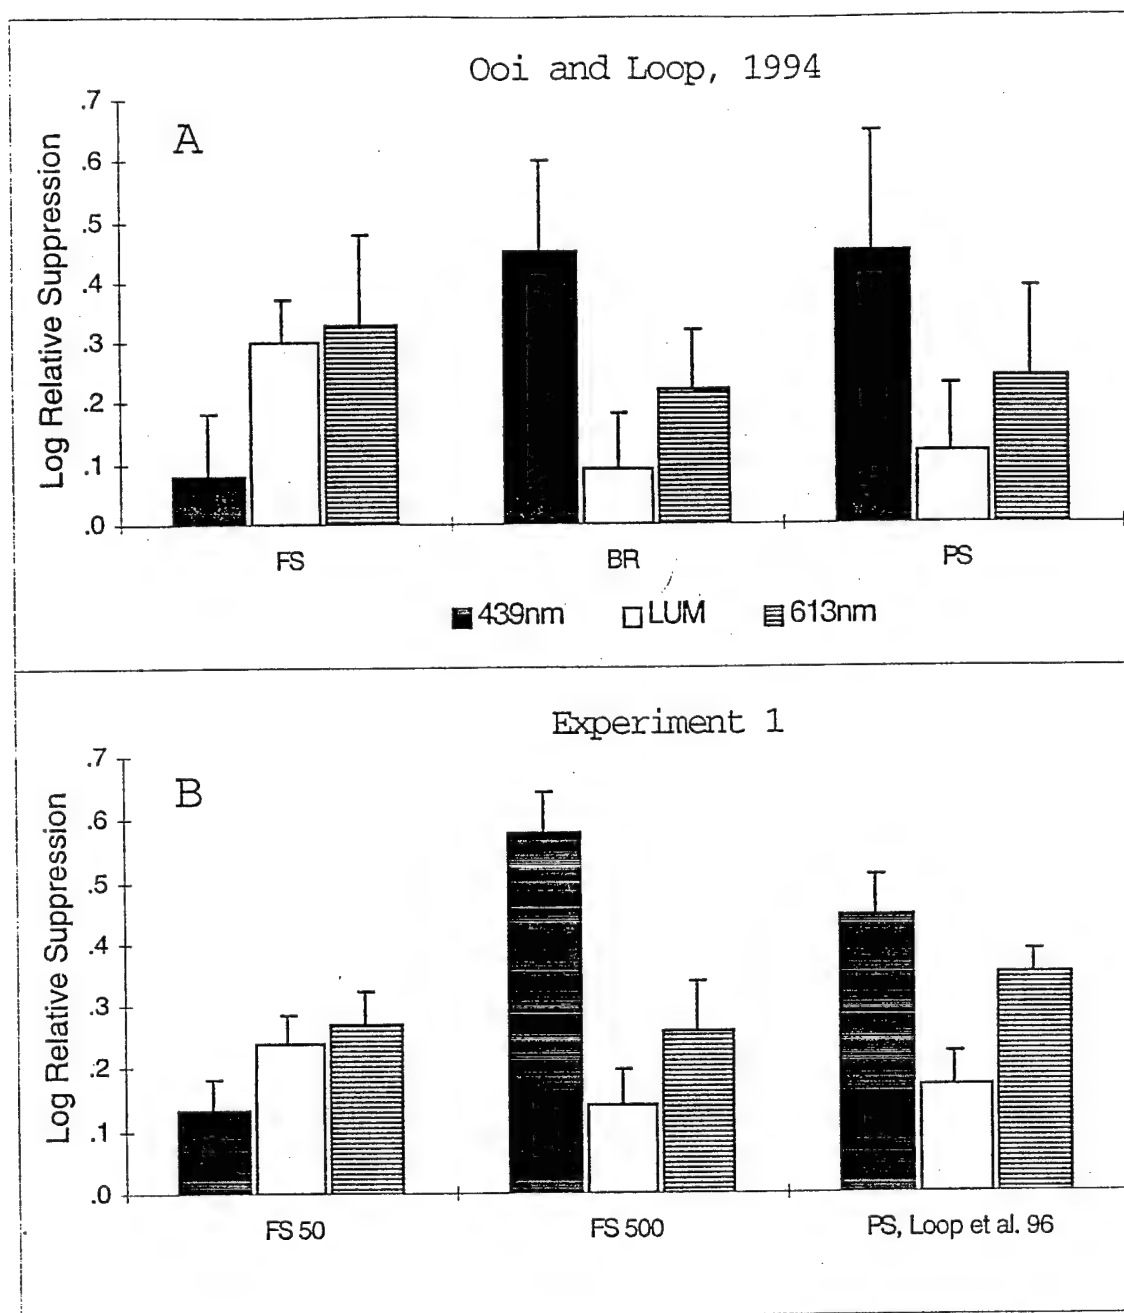 Ooi and Loop, 1994
A
Log Relative Suppression
.7
.6
.5
.4
.3
.2
.1
.0
FS BR PS
439nm LUM 613nm
Experiment 1
B
Log Relative Suppression
.7
.6
.5
.4
.3
.2
.1
.0
FS 50 FS 500 PS, Loop et al. 96